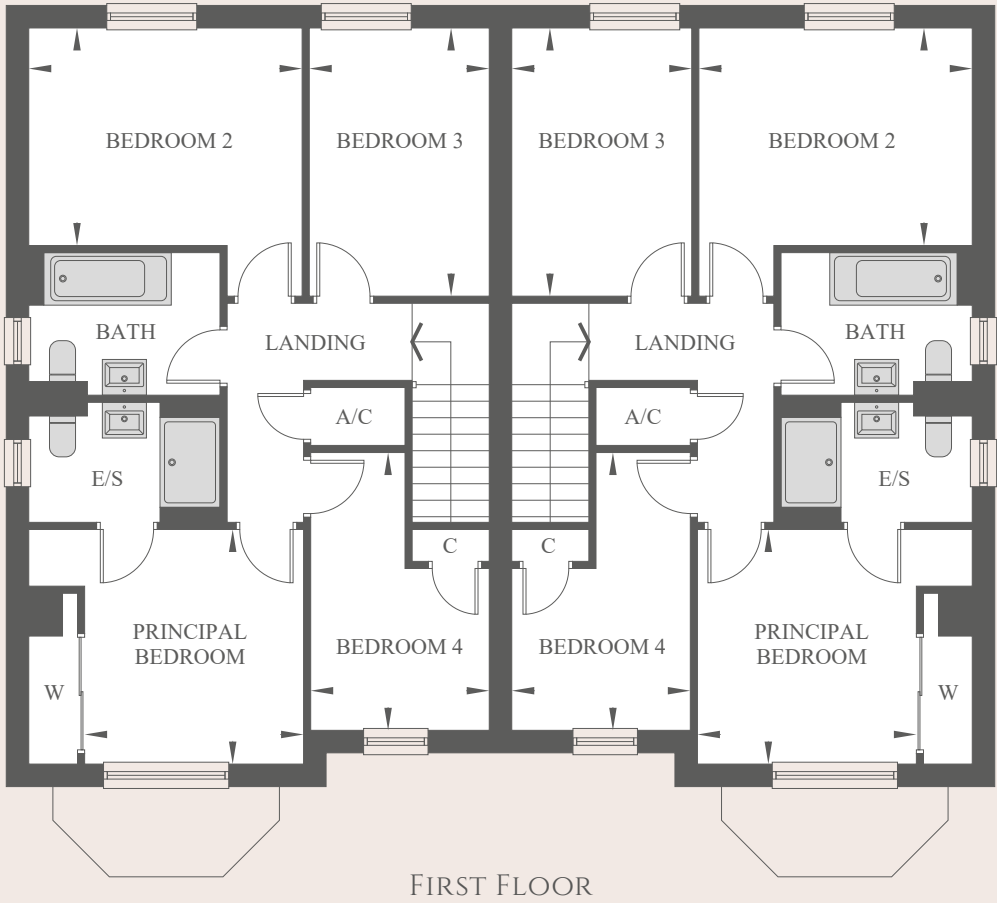 BEDROOM 2
BEDROOM 3
BEDROOM 3
BEDROOM 2
BATH
LANDING
LANDING
BATH
A/C
A/C
E/S
E/S
C
C
PRINCIPAL
BEDROOM
BEDROOM 4
BEDROOM 4
PRINCIPAL
BEDROOM
W
W
FIRST FLOOR